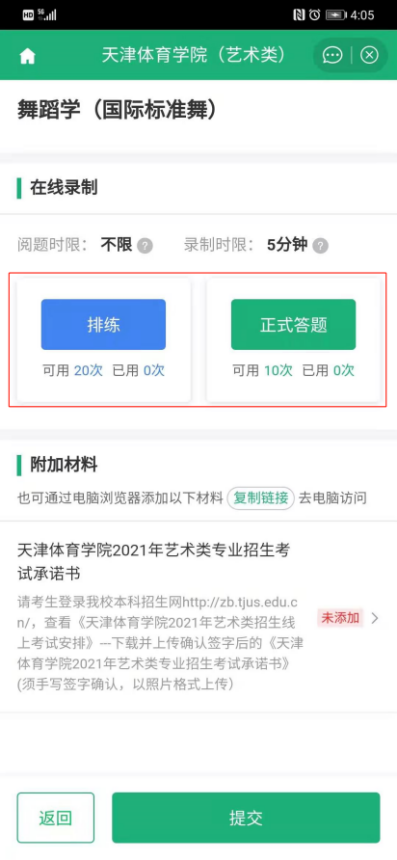 HD 5G 4:05
天津体育学院（艺术类）
舞蹈学（国际标准舞）
在线录制
阅题时限： 不限 ? 录制时限： 5分钟 ?
排练 正式答题
可用 20次 已用 0次 可用 10次 已用 0次
附加材料
也可通过电脑浏览器添加以下材料 复制链接 去电脑访问
天津体育学院2021年艺术类专业招生考
试承诺书
请考生登录我校本科招生网http://zb.tjus.edu.c
n/，查看《天津体育学院2021年艺术类招生线
上考试安排》---下载并上传确认签字后的《天津
体育学院2021年艺术类专业招生考试承诺书》
(须手写签字确认，以照片格式上传）
未添加
返回 提交